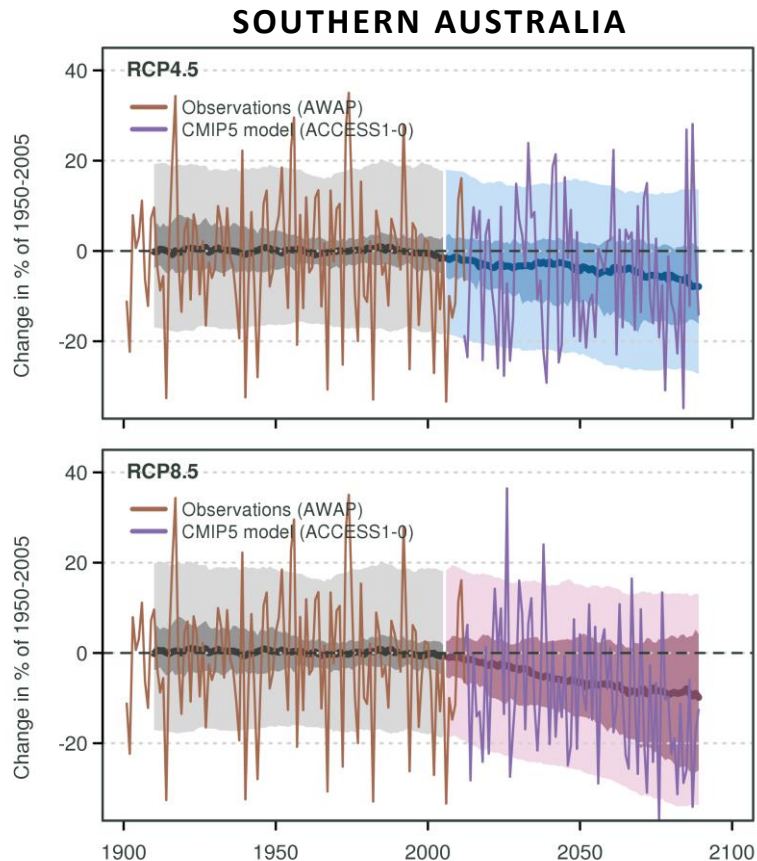 SOUTHERN AUSTRALIA
RCP4.5
Observations (AWAP)
CMIP5 model (ACCESS1-0)
Change in % of 1950-2005
40
20
0
-20
RCP8.5
Observations (AWAP)
CMIP5 model (ACCESS1-0)
Change in % of 1950-2005
40
20
0
-20
1900 1950 2000 2050 2100